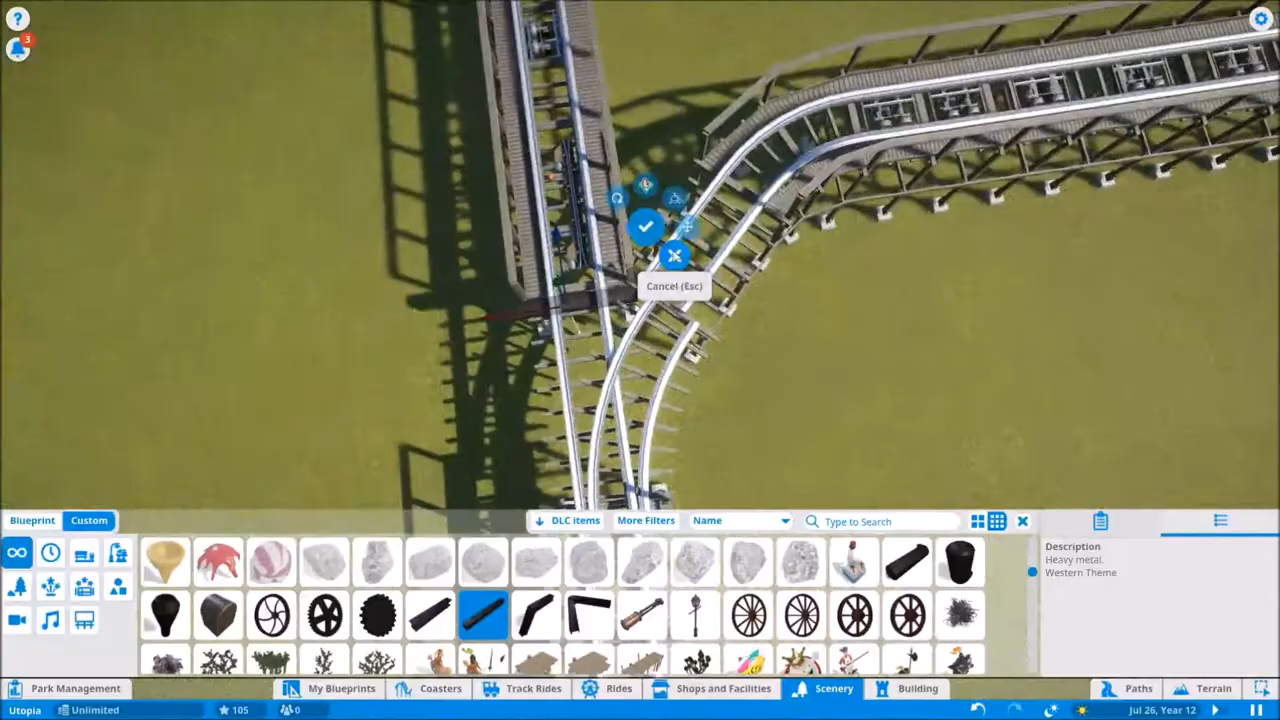 ?
3
Cancel (Esc)
Blueprint
Custom
DLC items
More Filters
Name
Type to Search
Description
Heavy metal.
Western Theme
Park Management
My Blueprints
Coasters
Track Rides
Rides
Shops and Facilities
Scenery
Building
Paths
Terrain
Utopia
Unlimited
105
0
Jul 26, Year 12